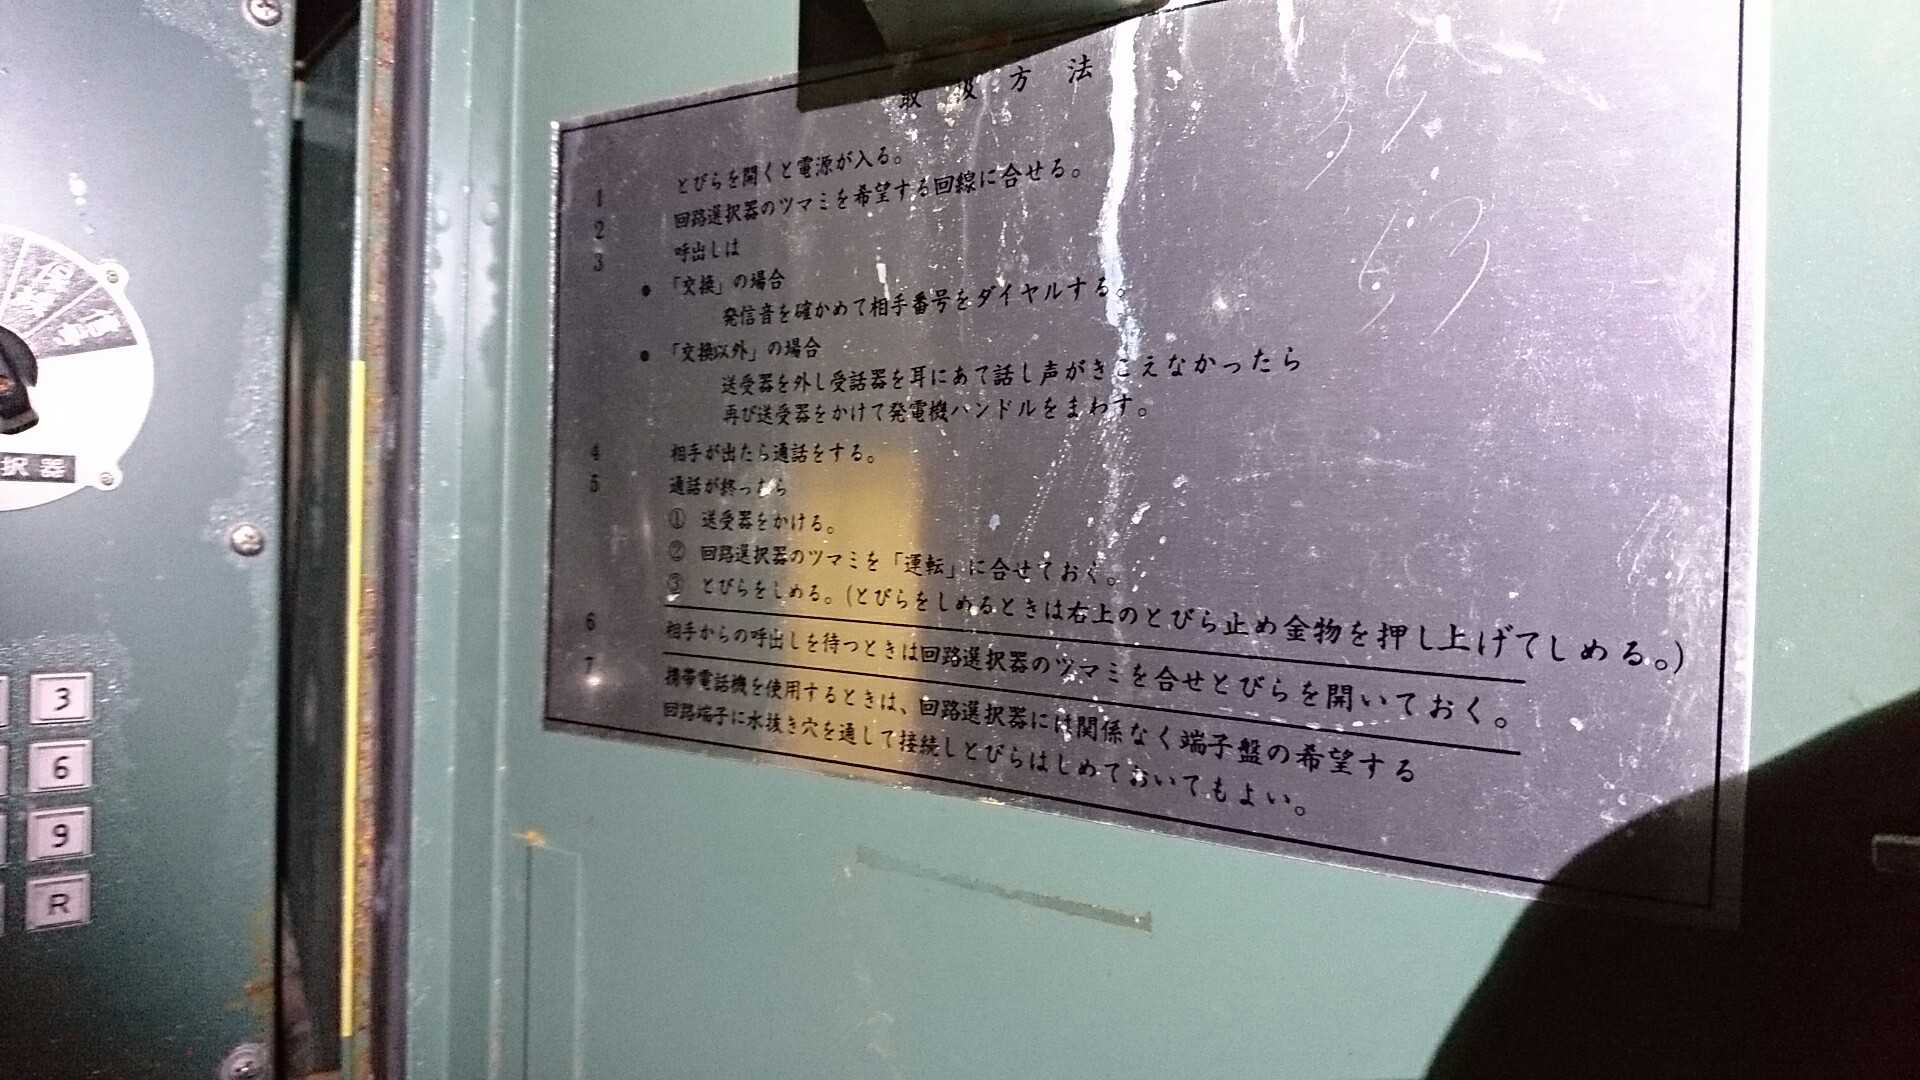 取扱方法
1 とびらを開くと電源が入る。
2 回路選択器のツマミを希望する回線に合せる。
3 呼出しは
● 「交換」の場合
発信音を確かめて相手番号をダイヤルする。
● 「交換以外」の場合
送受器を外し受話器を耳にあて話し声がきこえなかったら
再び送受器をかけて発電機ハンドルをまわす。
4 相手が出たら通話をする。
5 通話が終ったら
① 送受器をかける。
② 回路選択器のツマミを「運転」に合せておく。
③ とびらをしめる。(とびらをしめるときは右上のとびら止め金物を押し上げてしめる。)
6 相手からの呼出しを待つときは回路選択器のツマミを合せとびらを開いておく。
7 携帯電話機を使用するときは、回路選択器には関係なく端子盤の希望する
回路端子に水抜き穴を通して接続しとびらはしめておいてもよい。
択器
3
6
9
R